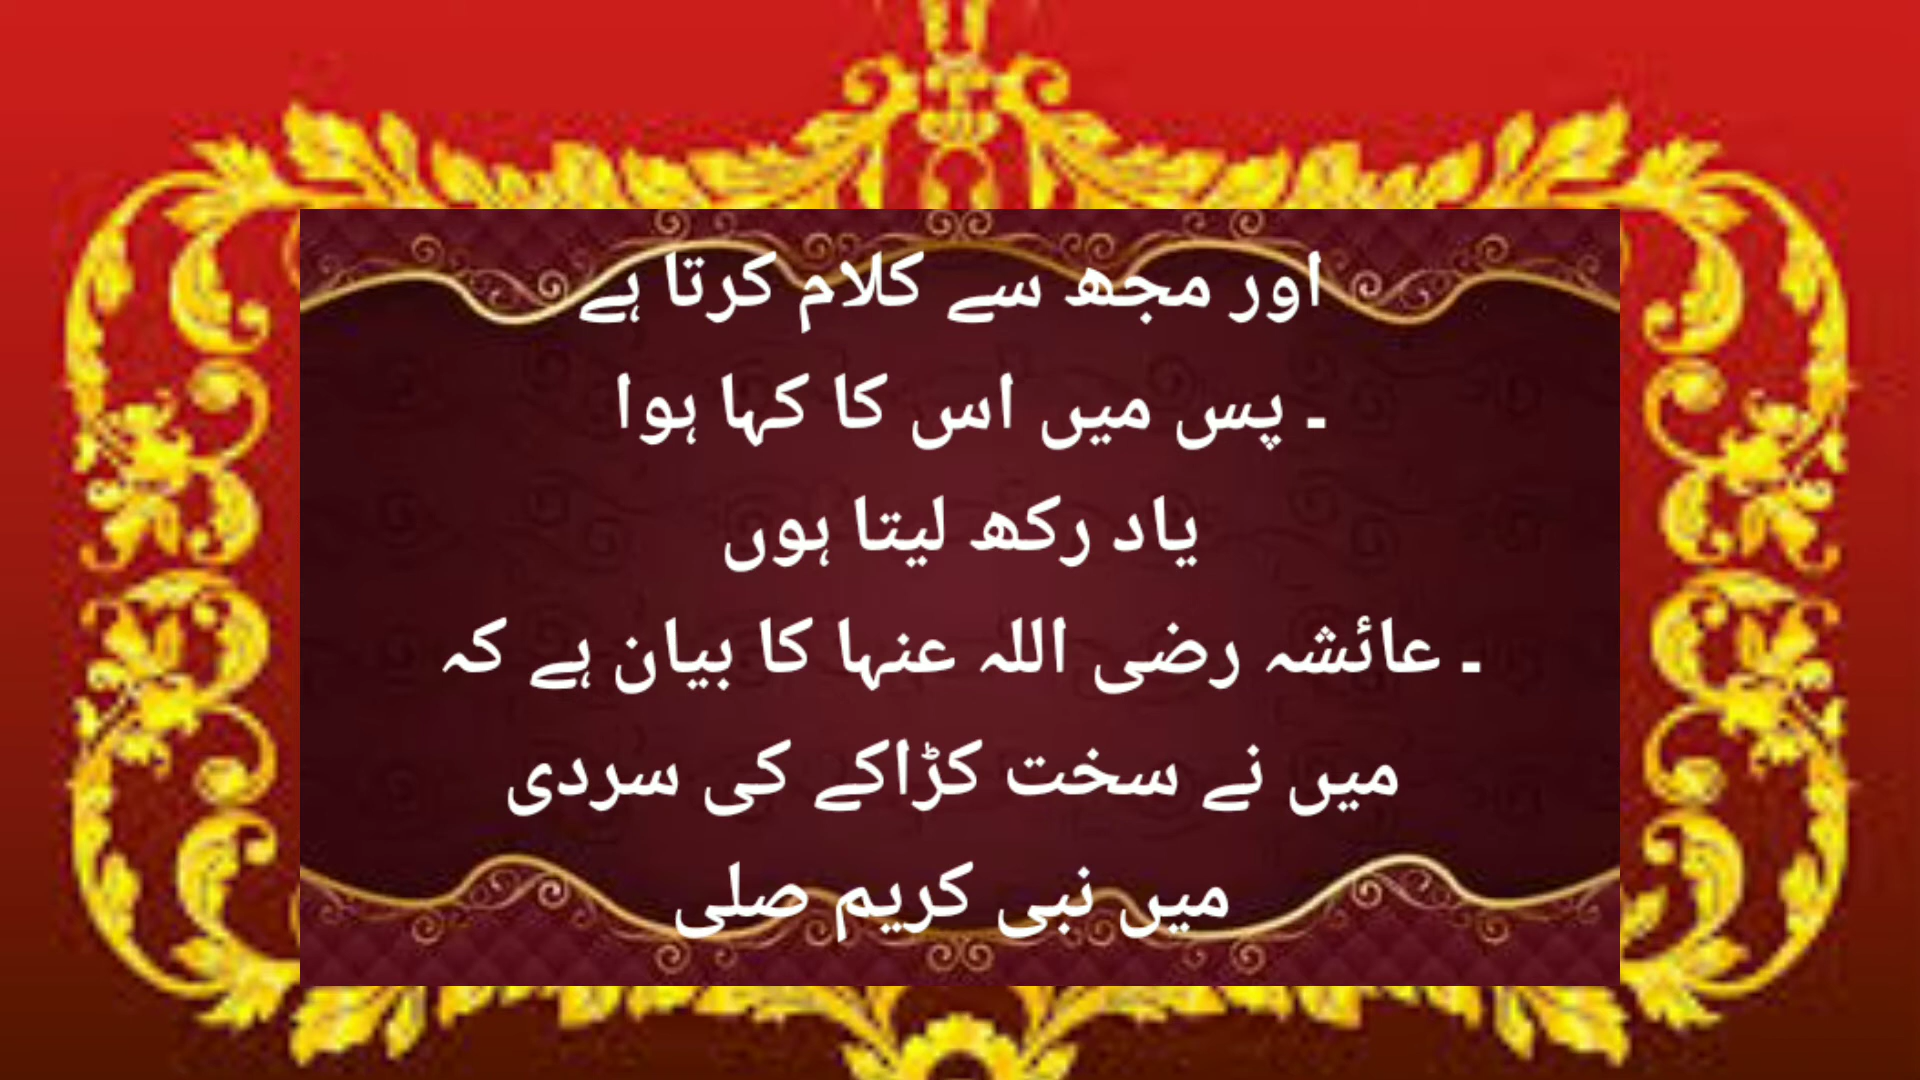 اور مجھ سے کلام کرتا ہے
۔ پس میں اس کا کہا ہوا
یاد رکھ لیتا ہوں
۔ عائشہ رضی اللہ عنہا کا بیان ہے کہ
میں نے سخت کڑاکے کی سردی
میں نبی کریم صلی